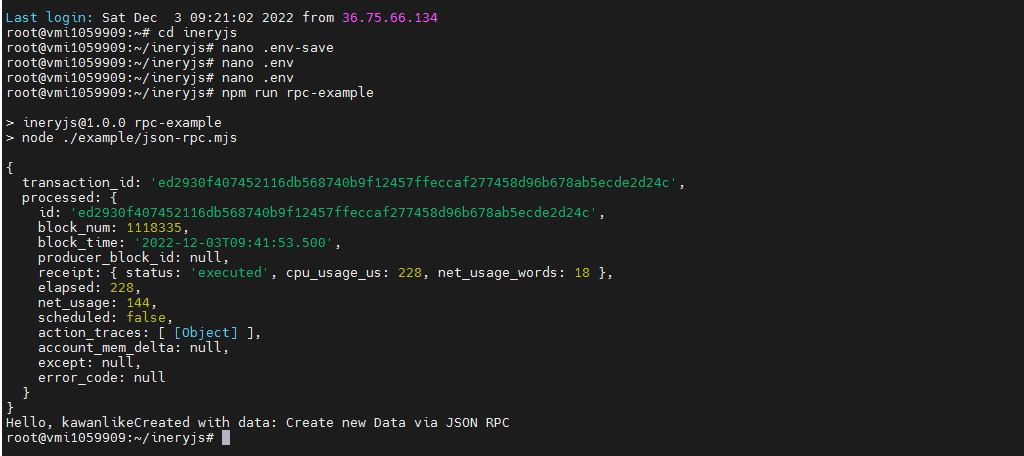 Last login: Sat Dec  3 09:21:02 2022 from 36.75.66.134
root@vmi1059909:~# cd ineryjs
root@vmi1059909:~/ineryjs# nano .env-save
root@vmi1059909:~/ineryjs# nano .env
root@vmi1059909:~/ineryjs# nano .env
root@vmi1059909:~/ineryjs# npm run rpc-example
> ineryjs@1.0.0 rpc-example
> node ./example/json-rpc.mjs
{
  transaction_id: 'ed2930f407452116db568740b9f12457ffeccaf277458d96b678ab5ecde2d24c',
  processed: {
    id: 'ed2930f407452116db568740b9f12457ffeccaf277458d96b678ab5ecde2d24c',
    block_num: 1118335,
    block_time: '2022-12-03T09:41:53.500',
    producer_block_id: null,
    receipt: { status: 'executed', cpu_usage_us: 228, net_usage_words: 18 },
    elapsed: 228,
    net_usage: 144,
    scheduled: false,
    action_traces: [ [Object] ],
    account_mem_delta: null,
    except: null,
    error_code: null
  }
}
Hello, kawanlikeCreated with data: Create new Data via JSON RPC
root@vmi1059909:~/ineryjs#